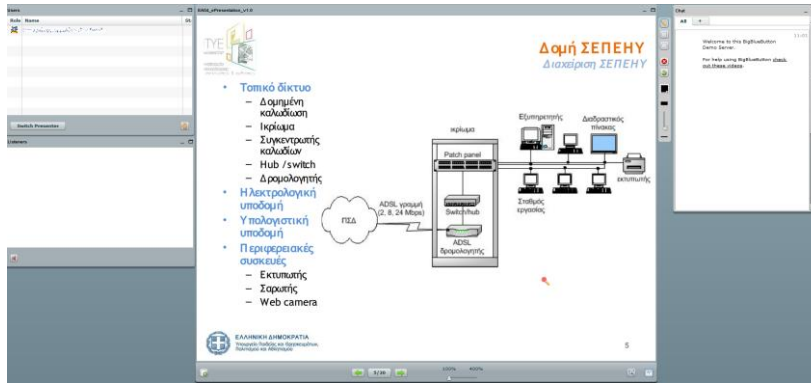 Role Name
Switch Presenter
Listeners
ΤΥΕ
Δομή ΣΕΠΕΗΥ
Διαχείριση ΣΕΠΕΗΥ
• Τοπικό δίκτυο
– Δομημένη καλωδίωση
– Ικρίωμα
– Συγκεντρωτής καλωδίων
– Hub / switch
– Δρομολογητής
• Ηλεκτρολογική υποδομή
• Υπολογιστική υποδομή
• Περιφερειακές συσκευές
– Εκτυπωτής
– Σαρωτής
– Web camera
ικρίωμα
Patch panel
Switch/hub
ADSL
δρομολογητής
ΠΣΔ
ADSL γραμμή
(2, 8, 24 Mbps)
Εξυπηρετητής
Διαδραστικός
πίνακας
εκτυπωτής
Σταθμός
εργασίας
ΕΛΛΗΝΙΚΗ ΔΗΜΟΚΡΑΤΙΑ
5
100%
400%
Chat
All +
Welcome to this BigBlueButton
Demo Server.
For help using BigBlueButton check
out these videos.